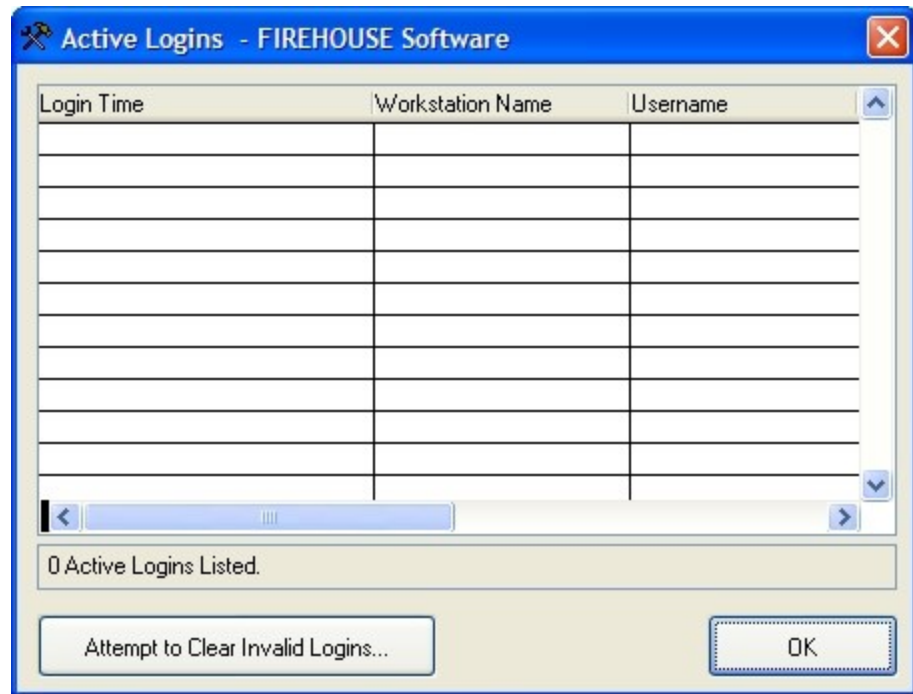 Active Logins - FIREHOUSE Software
Login Time Workstation Name Username
0 Active Logins Listed.
Attempt to Clear Invalid Logins... OK